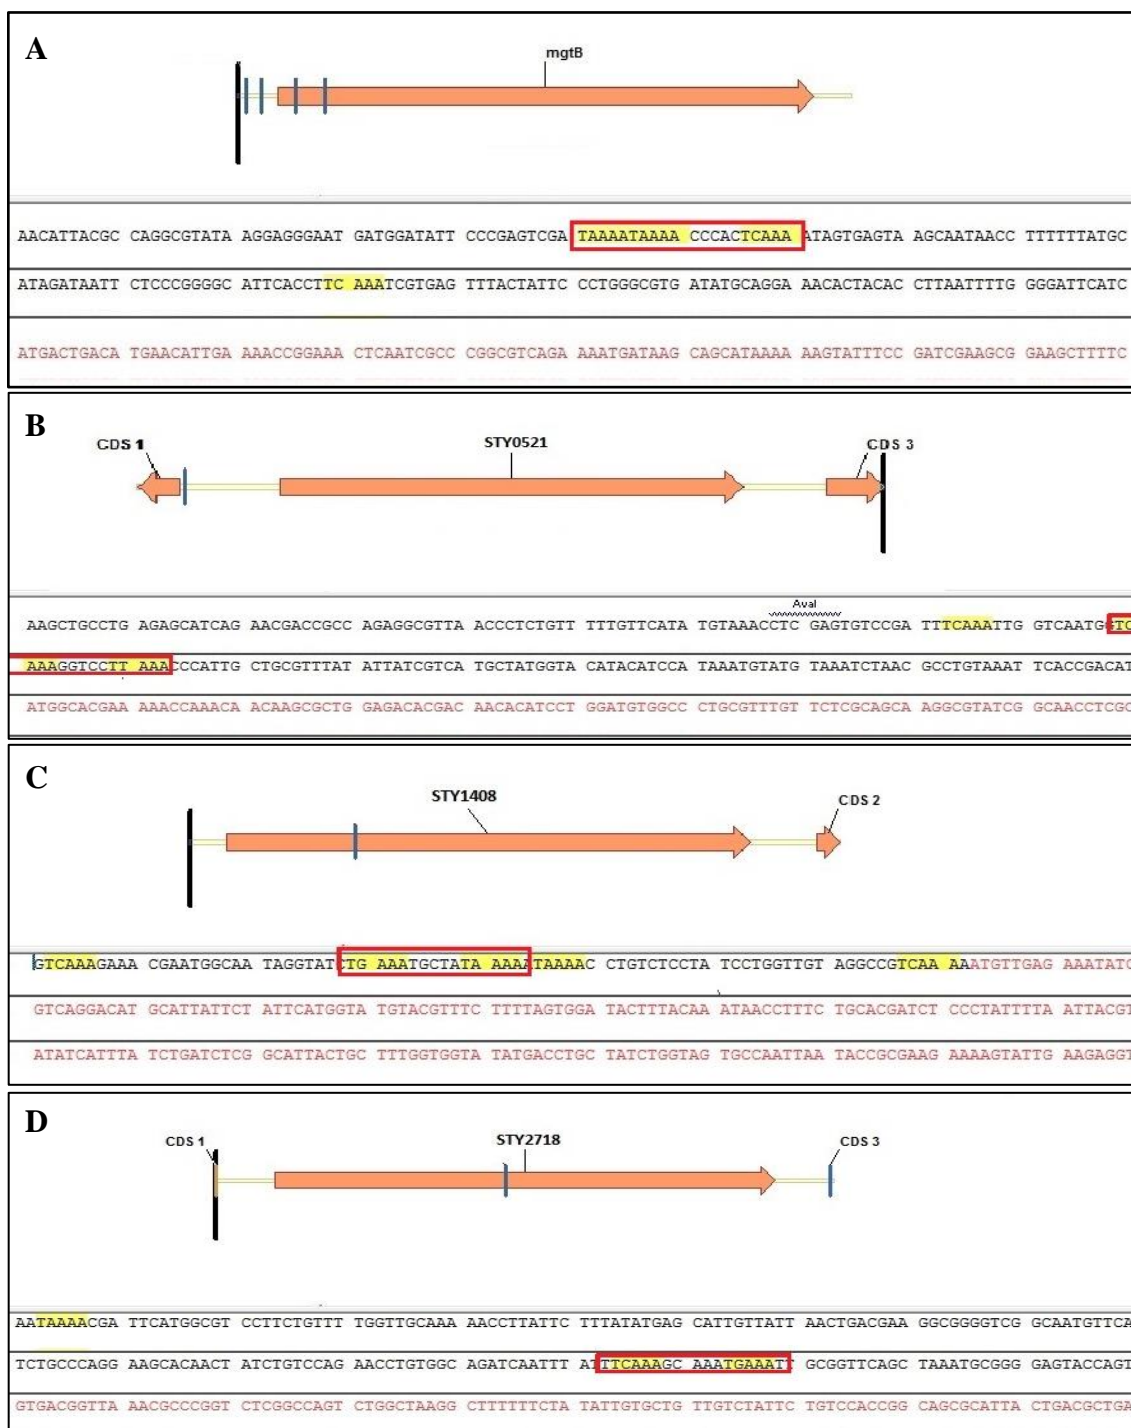 A
mgtB
AACATTACGC CAGGCGTATA AGGAGGGAAT GATGGATATT CCCGAGTCGA TAAAATAAAA CCCACTCAAA ATAGTGAGTA AGCAATAACC TTTTTTATGC
ATAGATAATT CTCCCGGGGC ATTCACCTTC AAATCGTGAG TTTACTATTC CCTGGGCGTG ATATGCAGGA AACACTACAC CTTAATTTTG GGGATTCATC
ATGACTGACA TGAACATTGA AAACCGGAAA CTCAATCGCC CGGCGTCAGA AAATGATAAG CAGCATAAAA AAGTATTTCC GATCGAAGCG GAAGCTTTTC
B
CDS 1
STY0521
CDS 3
AvaI
AAGCTGCCTG AGAGCATCAG AACGACCGCC AGAGGCGTTA ACCCTCTGTT TTTGTTCATA TGTAAACCTC GAGTGTCCGA TTTCAAATTG GTCAATGGTC
AAAGGTCCTT AAACCCATTG CTGCGTTTAT ATTATCGTCA TGCTATGGTA CATACATCCA TAAATGTATG TAAATCTAAC GCCTGTAAAT TCACCGACAT
ATGGCACGAA AAACCAAACA ACAAGCGCTG GAGACACGAC AACACATCCT GGATGTGGCC CTGCGTTTGT TCTCGCAGCA AGGCGTATCG GCAACCTCGC
C
STY1408
CDS 2
GTCAAAGAAA CGAATGGCAA TAGGTATCTG AAATGCTATA AAAATAAAAC CTGTCTCCTA TCCTGGTTGT AGGCCGTCAA AAATGTTGAG AAATATC
GTCAGGACAT GCATTATTCT ATTCATGGTA TGTACGTTTC TTTTAGTGGA TACTTTACAA ATAACCTTTC TGCACGATCT CCCTATTTTA ATTACGT
ATATCATTTA TCTGATCTCG GCATTACTGC TTTGGTGGTA TATGACCTGC TATCTGGTAG TGCCAATTAA TACCGCGAAG AAAAGTATTG AAGAGGT
D
CDS 1
STY2718
CDS 3
AATAAAACGA TTCATGGCGT CCTTCTGTTT TGGTTGCAAA AACCTTATTC TTTATATGAG CATTGTTATT AACTGACGAA GGCGGGGTCG GCAATGTTCA
TCTGCCCAGG AAGCACAACT ATCTGTCCAG AACCTGTGGC AGATCAATTT ATTTCAAAGC AAATGAAATT GCGGTTCAGC TAAATGCGGG GAGTACCAGT
GTGACGGTTA AACGCCCGGT CTCGGCCAGT CTGGCTAAGG CTTTTTTCTA TATTGTGCTG TTGTCTATTC TGTCCACCGG CAGCGCATTA CTGACGCTGA